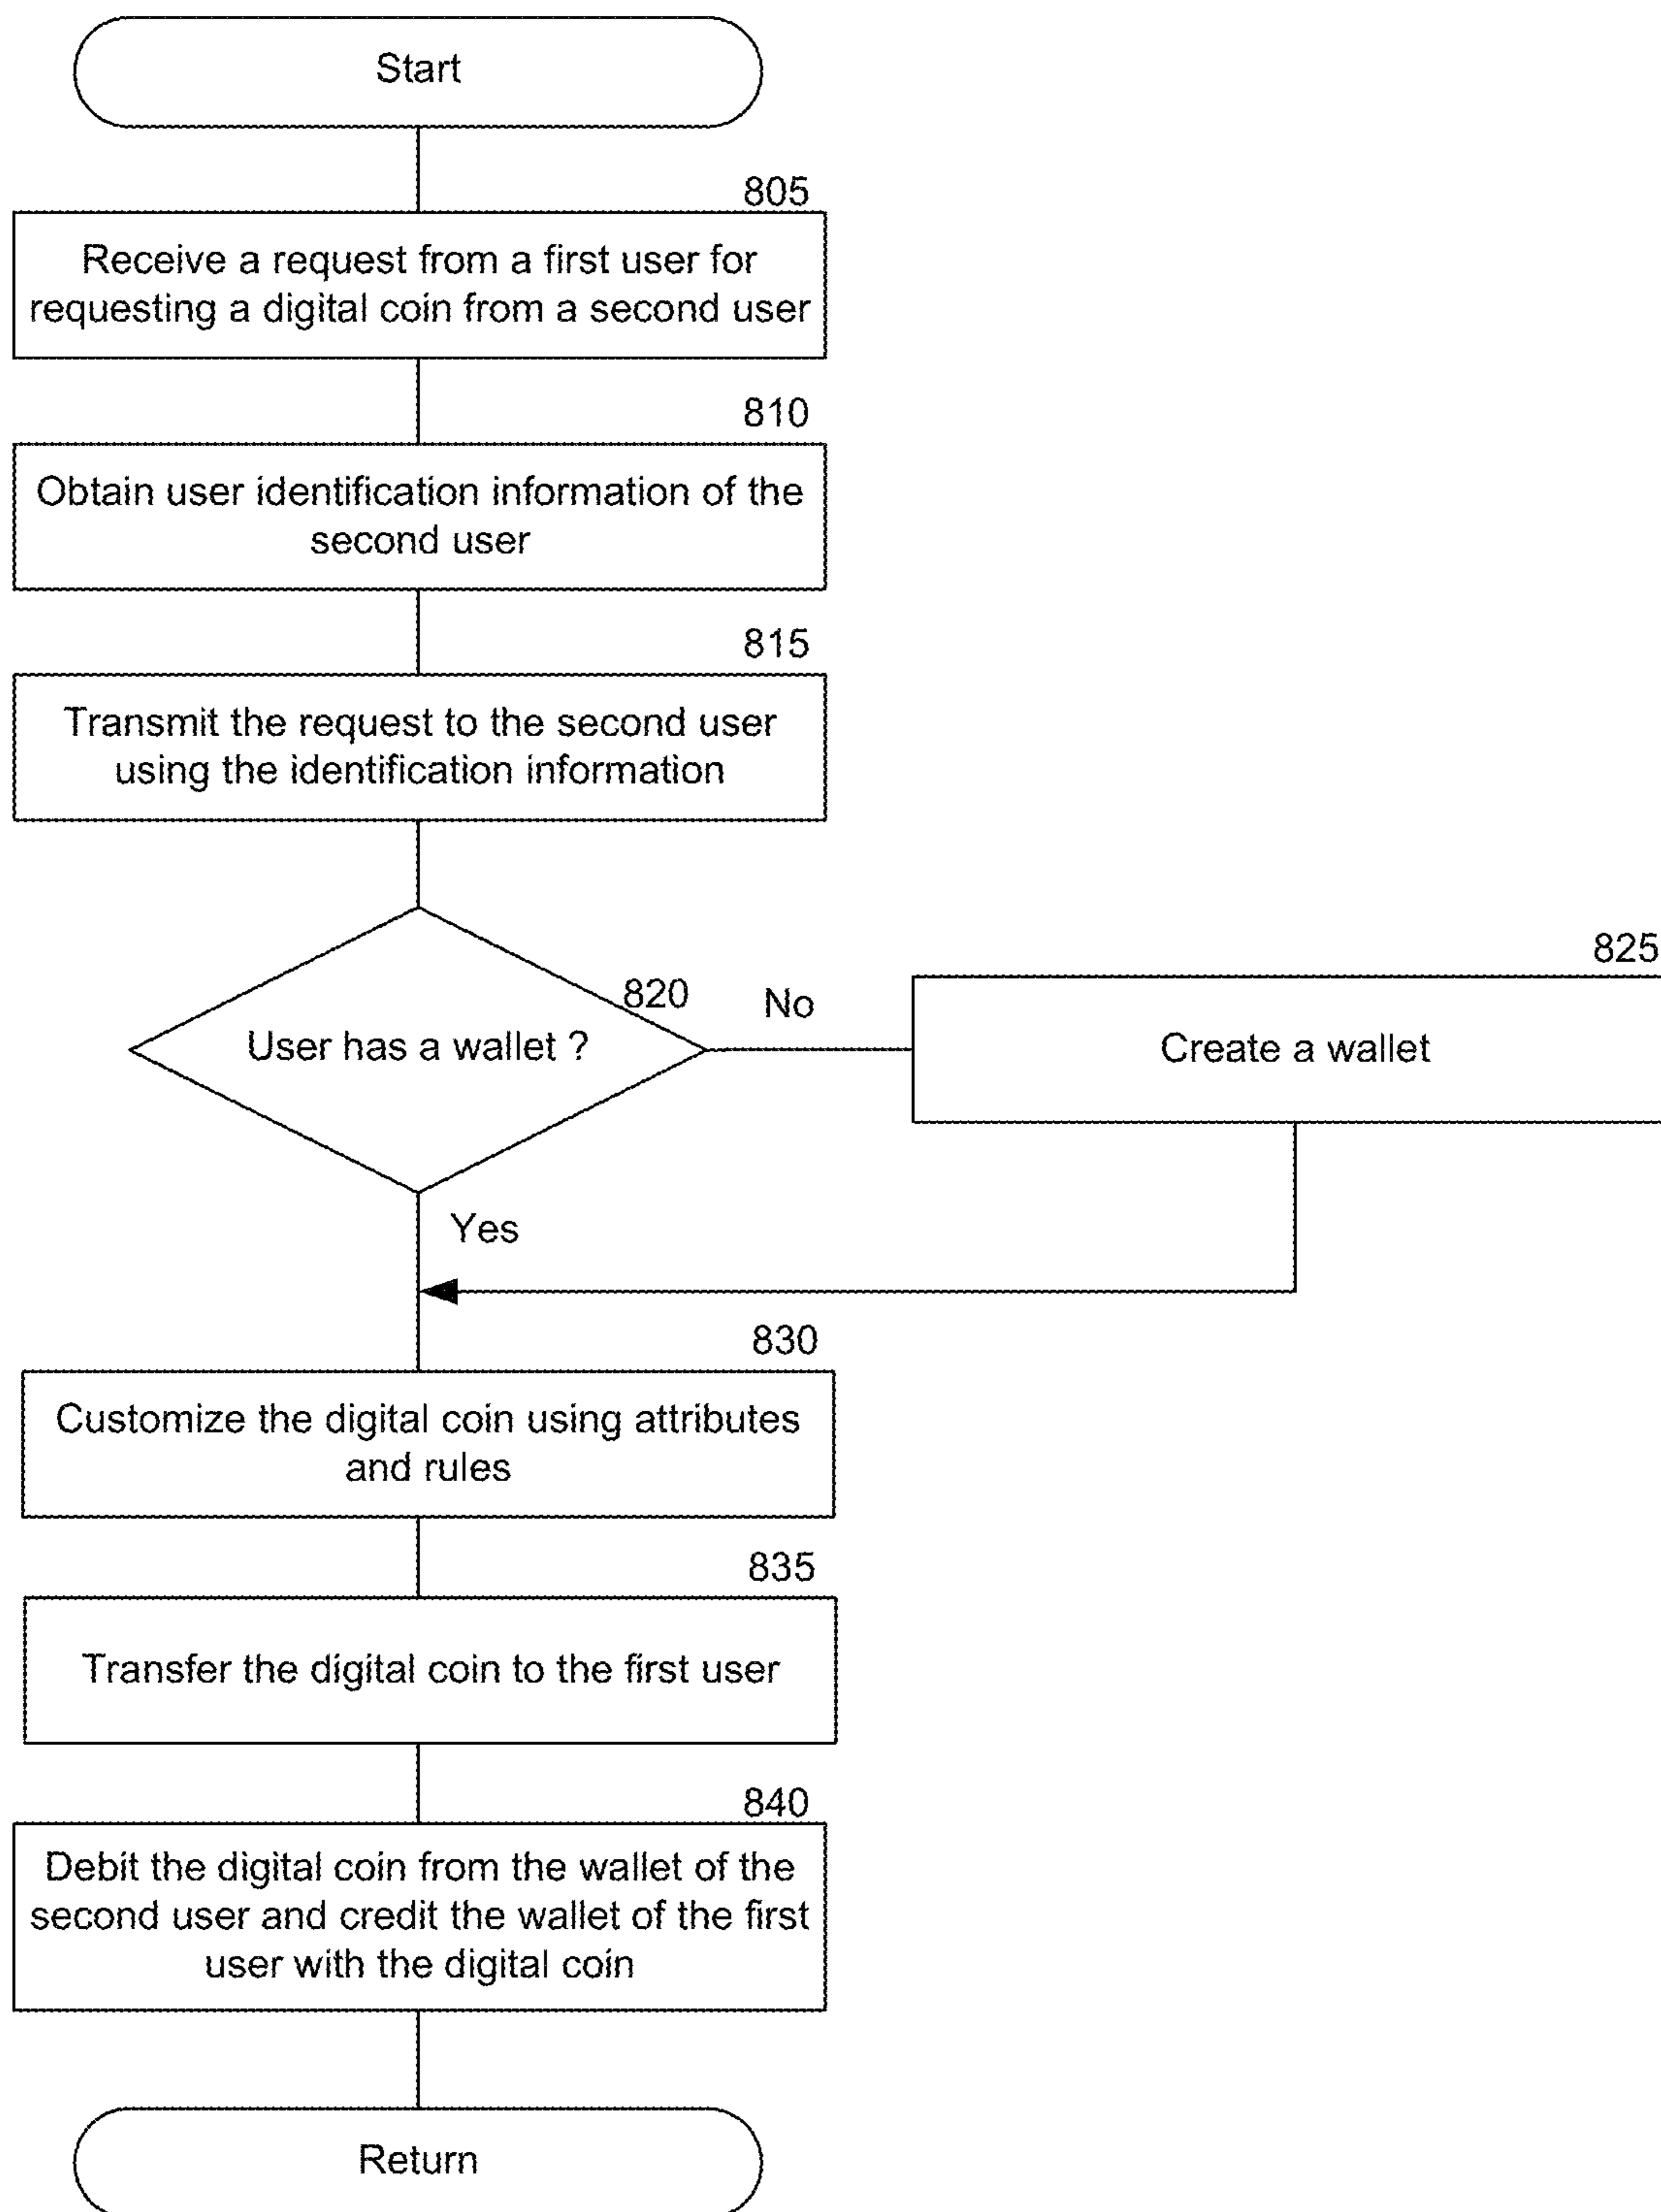 Start
805
Receive a request from a first user for
requesting a digital coin from a second user
810
Obtain user identification information of the
second user
815
Transmit the request to the second user
using the identification information
820
User has a wallet ?
No
825
Create a wallet
Yes
830
Customize the digital coin using attributes
and rules
835
Transfer the digital coin to the first user
840
Debit the digital coin from the wallet of the
second user and credit the wallet of the first
user with the digital coin
Return